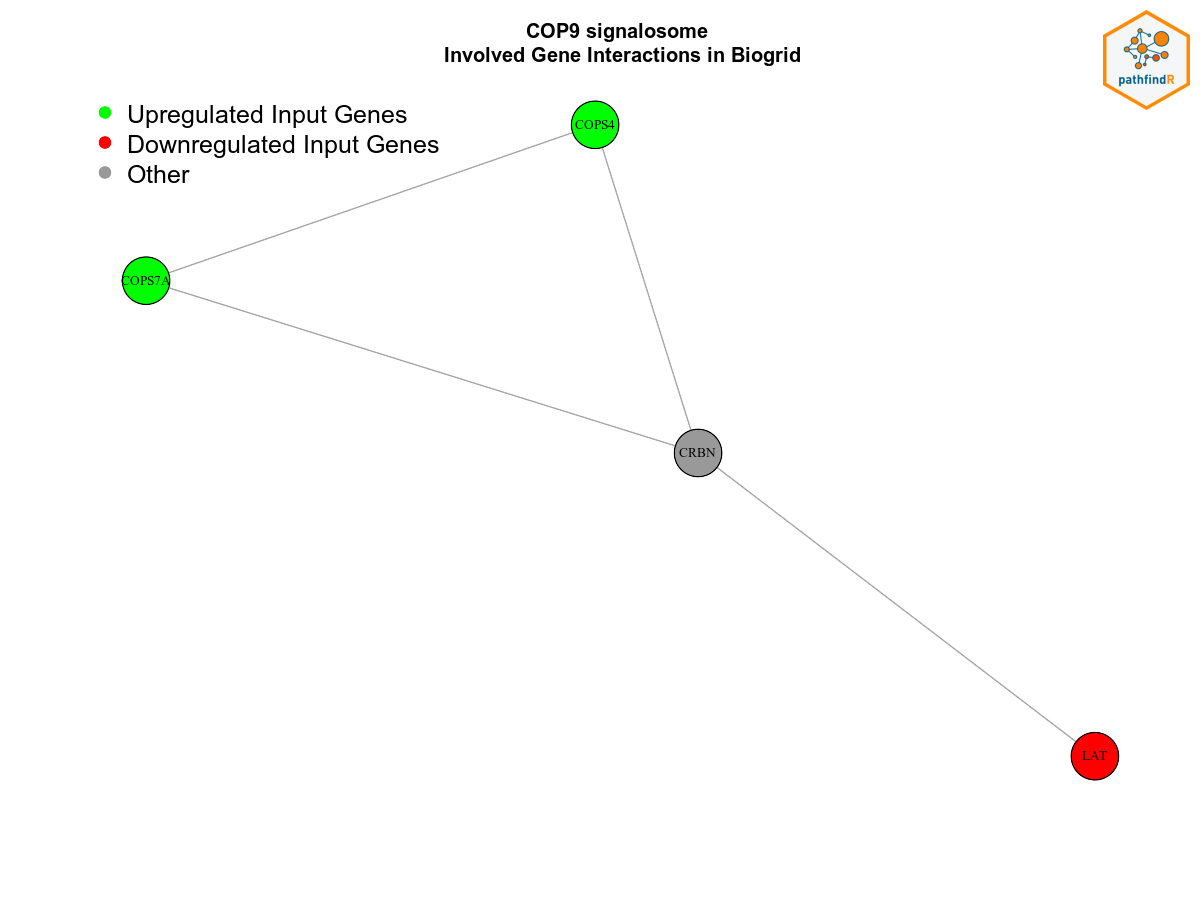 COP9 signalosome
Involved Gene Interactions in Biogrid
pathfindR
Upregulated Input Genes
Downregulated Input Genes
Other
COPS4
COPS7A
CRBN
LAT